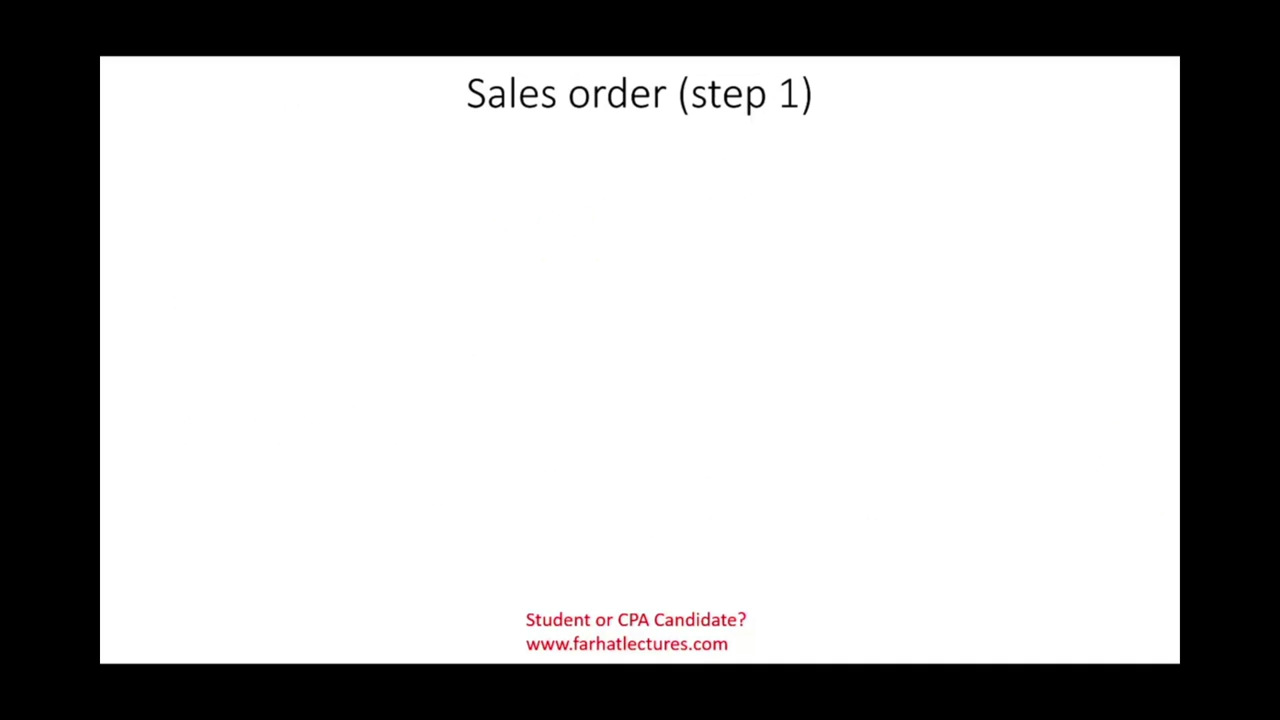 Sales order (step 1)
Student or CPA Candidate?
www.farhatlectures.com